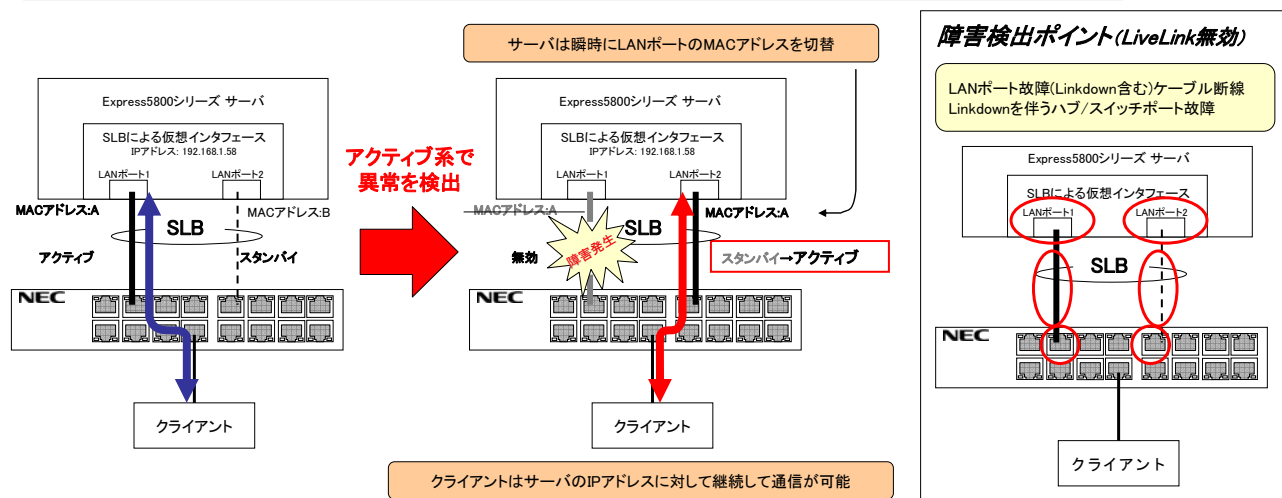 サーバは瞬時にLANポートのMACアドレスを切替
Express5800シリーズ サーバ
SLBによる仮想インタフェース
IPアドレス: 192.168.1.58
LANポート1
LANポート2
MACアドレス:A
MACアドレス:B
SLB
アクティブ
スタンバイ
NEC
クライアント
アクティブ系で
異常を検出
Express5800シリーズ サーバ
SLBによる仮想インタフェース
IPアドレス: 192.168.1.58
LANポート1
LANポート2
MACアドレス:A
MACアドレス:A
SLB
障害発生
無効
スタンバイ→アクティブ
NEC
クライアント
クライアントはサーバのIPアドレスに対して継続して通信が可能
障害検出ポイント(LiveLink無効)
LANポート故障(Linkdown含む)ケーブル断線
Linkdownを伴うハブ/スイッチポート故障
Express5800シリーズ サーバ
SLBによる仮想インタフェース
LANポート1
LANポート2
SLB
NEC
クライアント